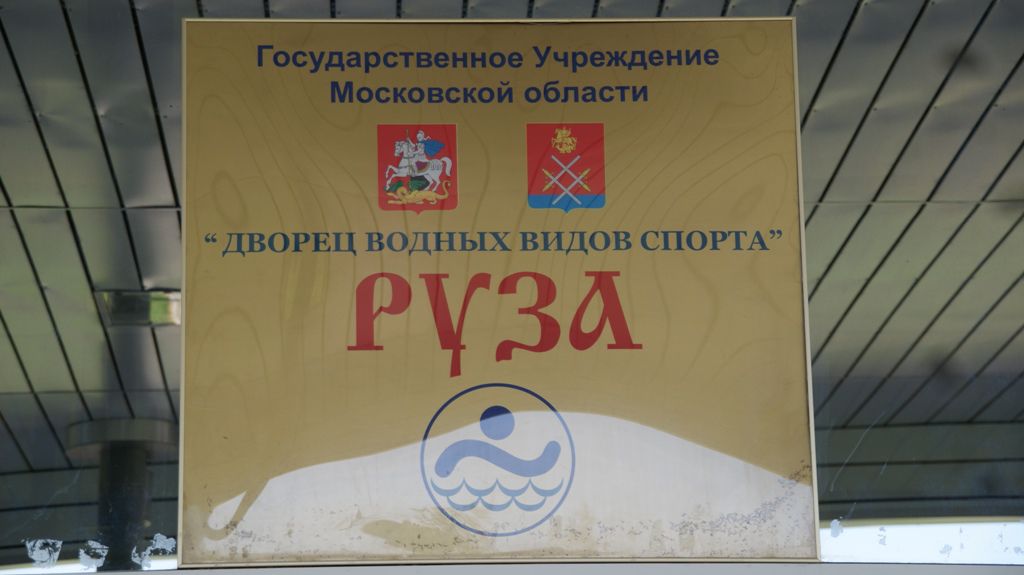 Государственное Учреждение
Московской области
“ДВОРЕЦ ВОДНЫХ ВИДОВ СПОРТА”
РУЗА